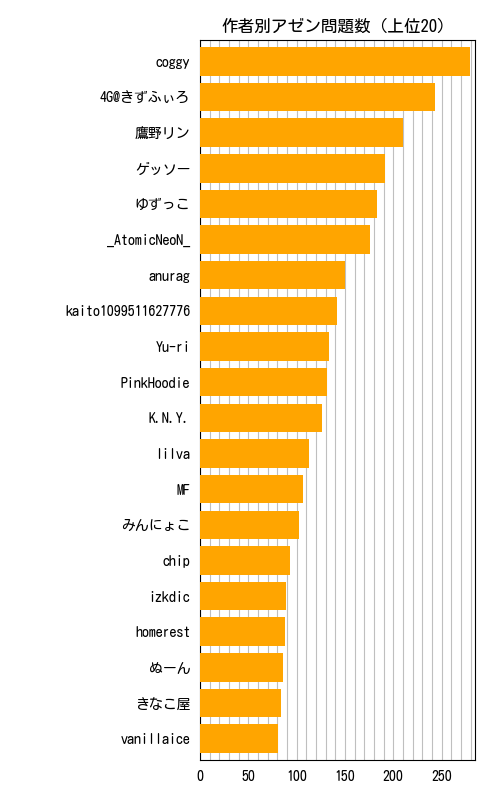 作者別アゼン問題数（上位20）
coggy
4G@きずふぃろ
鷹野リン
ゲッソー
ゆずっこ
_AtomicNeoN_
anurag
kaito1099511627776
Yu-ri
PinkHoodie
K.N.Y.
lilva
MF
みんにょこ
chip
izkdic
homerest
ぬーん
きなこ屋
vanillaice
0 50 100 150 200 250